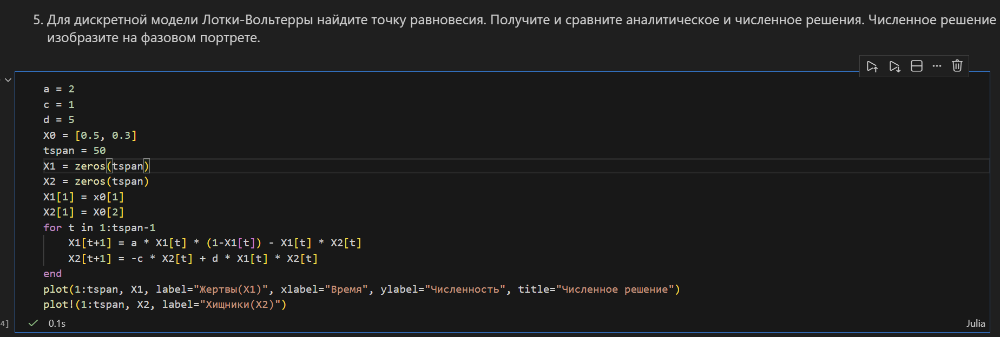 5. Для дискретной модели Лотки-Вольтерры найдите точку равновесия. Получите и сравните аналитическое и численное решения. Численное решение
изобразите на фазовом портрете.
a = 2
c = 1
d = 5
X0 = [0.5, 0.3]
tspan = 50
X1 = zeros(tspan)
X2 = zeros(tspan)
X1[1] = x0[1]
X2[1] = X0[2]
for t in 1:tspan-1
    X1[t+1] = a * X1[t] * (1-X1[t]) - X1[t] * X2[t]
    X2[t+1] = -c * X2[t] + d * X1[t] * X2[t]
end
plot(1:tspan, X1, label="Жертвы(X1)", xlabel="Время", ylabel="Численность", title="Численное решение")
plot!(1:tspan, X2, label="Хищники(X2)")
4] 0.1s Julia